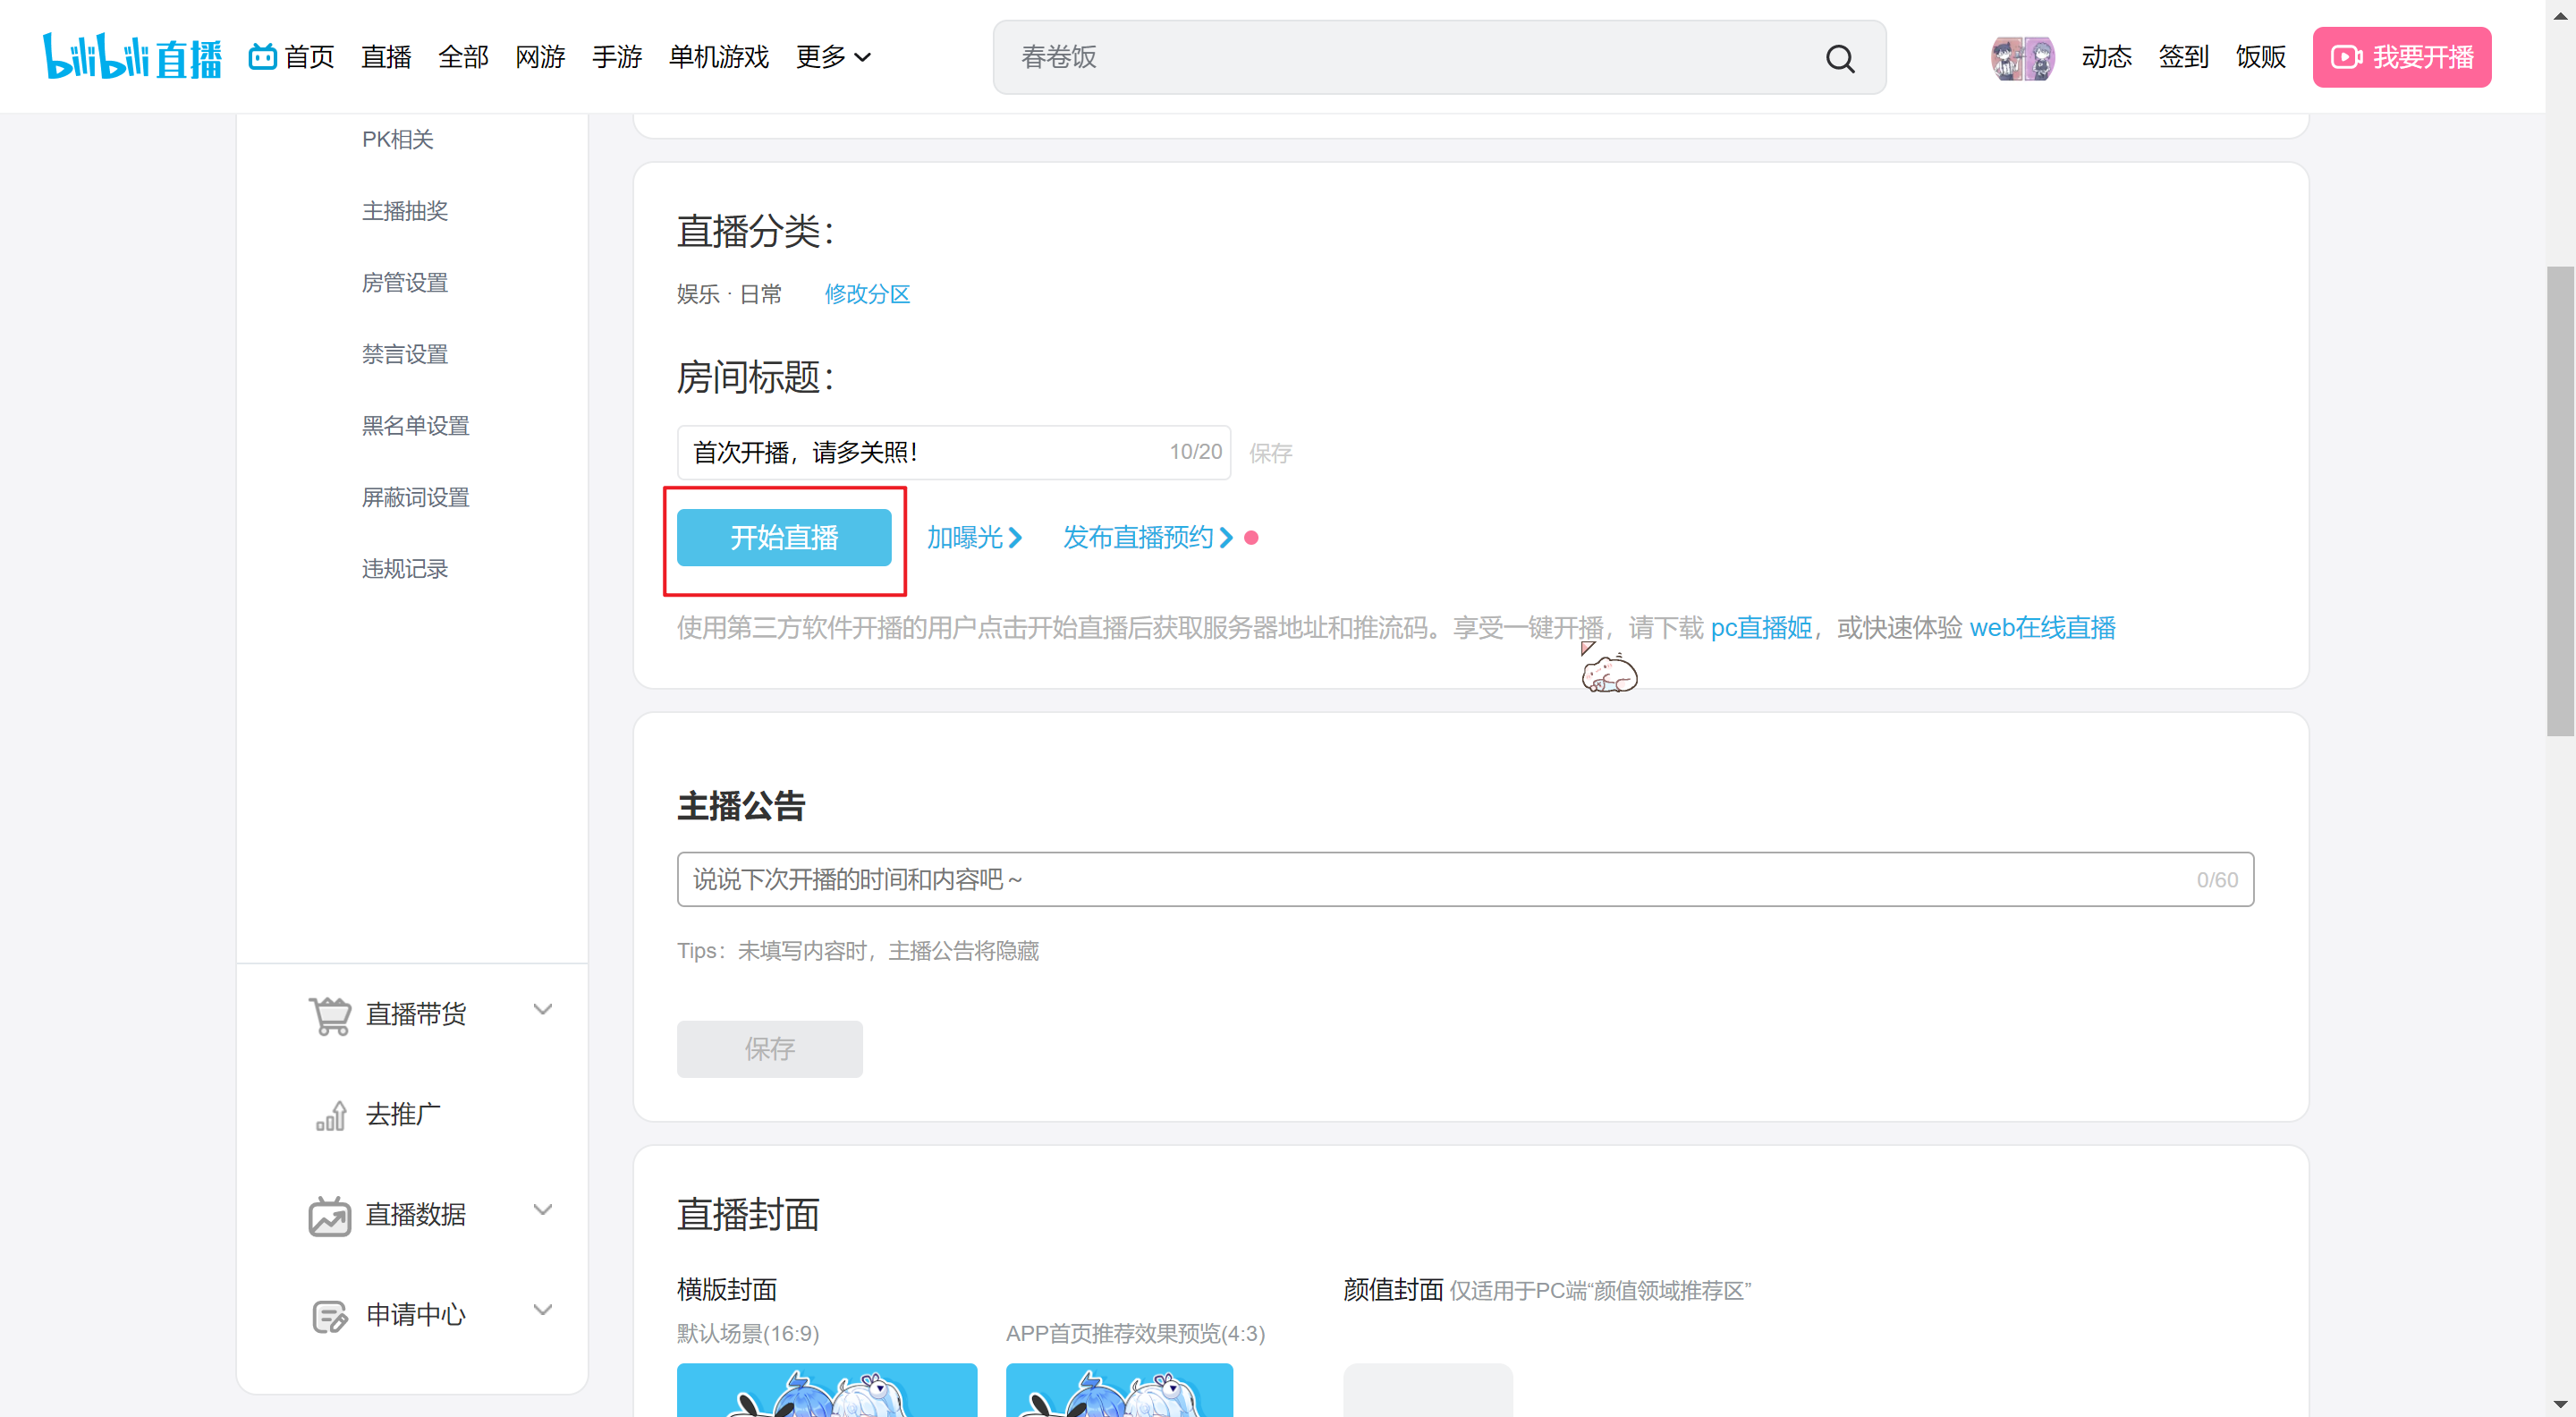 bilibili直播 首页 直播 全部 网游 手游 单机游戏 更多 春卷饭 动态 签到 饭贩 我要开播
PK相关
主播抽奖
房管设置
禁言设置
黑名单设置
屏蔽词设置
违规记录
直播带货
去推广
直播数据
申请中心
直播分类：
娱乐 · 日常 修改分区
房间标题：
首次开播，请多关照！ 10/20 保存
开始直播 加曝光 发布直播预约
使用第三方软件开播的用户点击开始直播后获取服务器地址和推流码。享受一键开播，请下载 pc直播姬，或快速体验 web在线直播
主播公告
说说下次开播的时间和内容吧～ 0/60
Tips：未填写内容时，主播公告将隐藏
保存
直播封面
横版封面 颜值封面 仅适用于PC端“颜值领域推荐区”
默认场景(16:9) APP首页推荐效果预览(4:3)